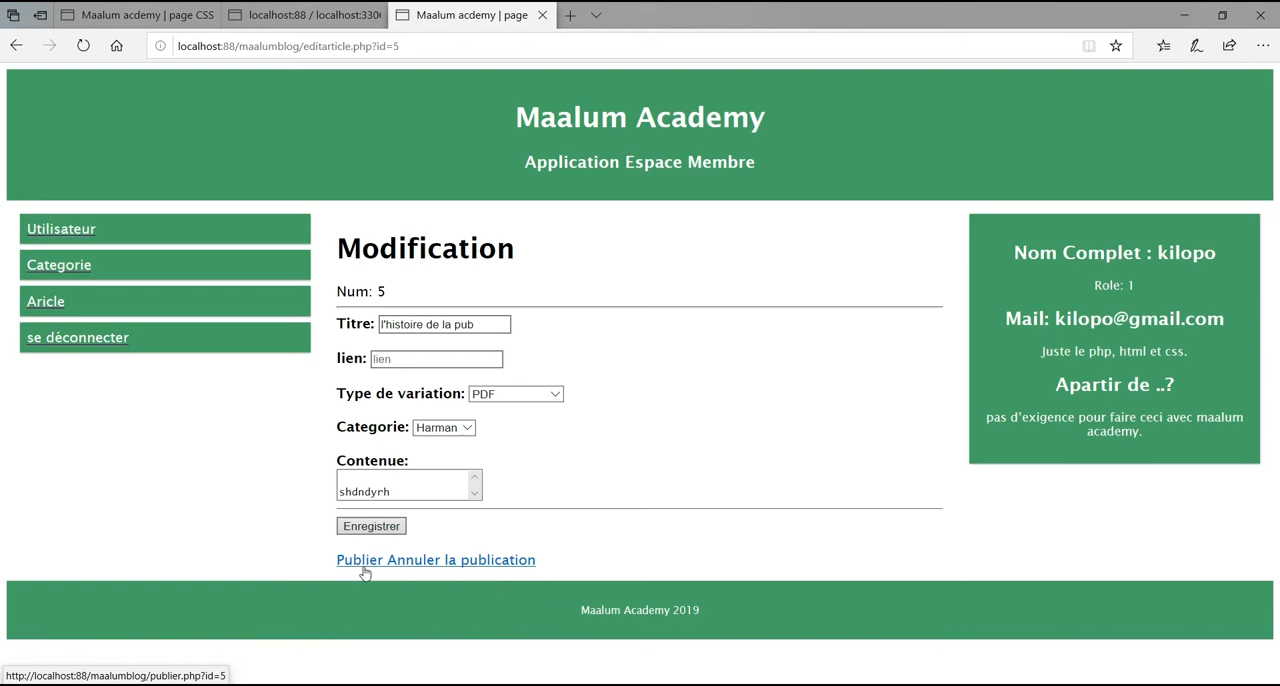 Maalum acdemy | page CSS
localhost:88 / localhost:330
Maalum acdemy | page
localhost:88/maalumblog/editarticle.php?id=5
Maalum Academy
Application Espace Membre
Utilisateur
Categorie
Aricle
se déconnecter
Modification
Num: 5
Titre: l'histoire de la pub
lien: lien
Type de variation: PDF
Categorie: Harman
Contenue:
shdndyrh
Enregistrer
Publier Annuler la publication
Nom Complet : kilopo
Role: 1
Mail: kilopo@gmail.com
Juste le php, html et css.
Apartir de ..?
pas d’exigence pour faire ceci avec maalum
academy.
Maalum Academy 2019
http://localhost:88/maalumblog/publier.php?id=5